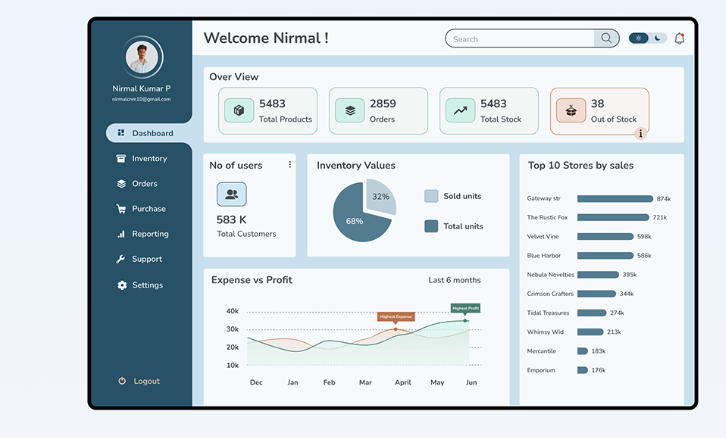 Welcome Nirmal !
Search
Nirmal Kumar P
nirmalcnm10@gmail.com
Dashboard
Inventory
Orders
Purchase
Reporting
Support
Settings
Logout
Over View
5483
Total Products
2859
Orders
5483
Total Stock
38
Out of Stock
i
No of users
583 K
Total Customers
Inventory Values
32%
68%
Sold units
Total units
Top 10 Stores by sales
Gateway str 874k
The Rustic Fox 721k
Velvet Vine 598k
Blue Harbor 586k
Nebula Novelties 395k
Crimson Crafters 344k
Tidal Treasures 274k
Whimsy Wid 213k
Mercantile 183k
Emporium 176k
Expense vs Profit
Last 6 months
Highest Expense
Highest Profit
40k
30k
20k
10k
Dec Jan Feb Mar April May Jun